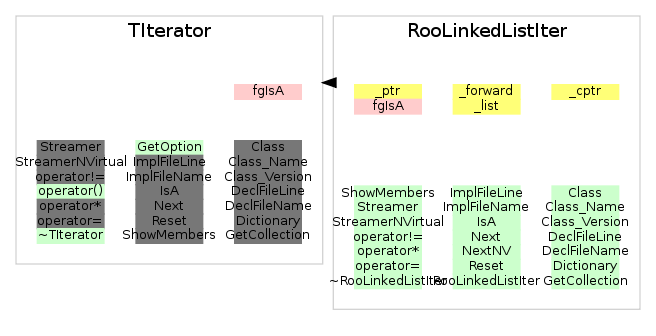 TIterator
fgIsA
Streamer GetOption Class
StreamerNVirtual ImplFileLine Class_Name
operator!= ImplFileName Class_Version
operator() IsA DeclFileLine
operator* Next DeclFileName
operator= Reset Dictionary
~TIterator ShowMembers GetCollection
RooLinkedListIter
_ptr _forward _cptr
fgIsA _list
ShowMembers ImplFileLine Class
Streamer ImplFileName Class_Name
StreamerNVirtual IsA Class_Version
operator!= Next DeclFileLine
operator* NextNV DeclFileName
operator= Reset Dictionary
~RooLinkedListIter RooLinkedListIter GetCollection